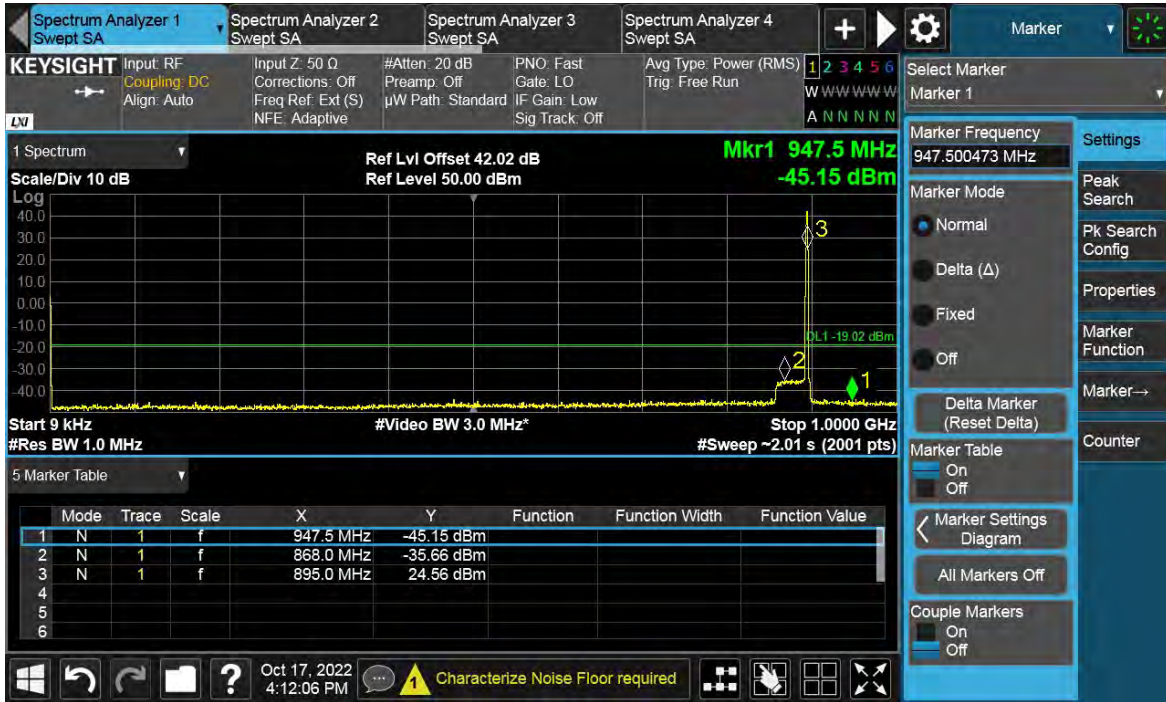 Spectrum Analyzer 1
Swept SA
Spectrum Analyzer 2
Swept SA
Spectrum Analyzer 3
Swept SA
Spectrum Analyzer 4
Swept SA
+
Marker
KEYSIGHT
LXI
Input: RF
Coupling: DC
Align: Auto
Input Z: 50 Ω
Corrections: Off
Freq Ref: Ext (S)
NFE: Adaptive
#Atten: 20 dB
Preamp: Off
µW Path: Standard
PNO: Fast
Gate: LO
IF Gain: Low
Sig Track: Off
Avg Type: Power (RMS)
Trig: Free Run
1 2 3 4 5 6
W W W W W W
A N N N N N
Select Marker
Marker 1
1 Spectrum
Scale/Div 10 dB
Ref Lvl Offset 42.02 dB
Ref Level 50.00 dBm
Mkr1 947.5 MHz
-45.15 dBm
Log
40.0
30.0
20.0
10.0
0.00
-10.0
-20.0
-30.0
-40.0
3
DL1 -19.02 dBm
2
1
Start 9 kHz
#Res BW 1.0 MHz
#Video BW 3.0 MHz*
Stop 1.0000 GHz
#Sweep ~2.01 s (2001 pts)
5 Marker Table
Mode Trace Scale X Y Function Function Width Function Value
1 N 1 f 947.5 MHz -45.15 dBm
2 N 1 f 868.0 MHz -35.66 dBm
3 N 1 f 895.0 MHz 24.56 dBm
4
5
6
Marker Frequency
947.500473 MHz
Marker Mode
Normal
Delta (Δ)
Fixed
Off
Delta Marker
(Reset Delta)
Marker Table
On
Off
Marker Settings
Diagram
All Markers Off
Couple Markers
On
Off
Settings
Peak
Search
Pk Search
Config
Properties
Marker
Function
Marker→
Counter
?
Oct 17, 2022
4:12:06 PM
1
Characterize Noise Floor required